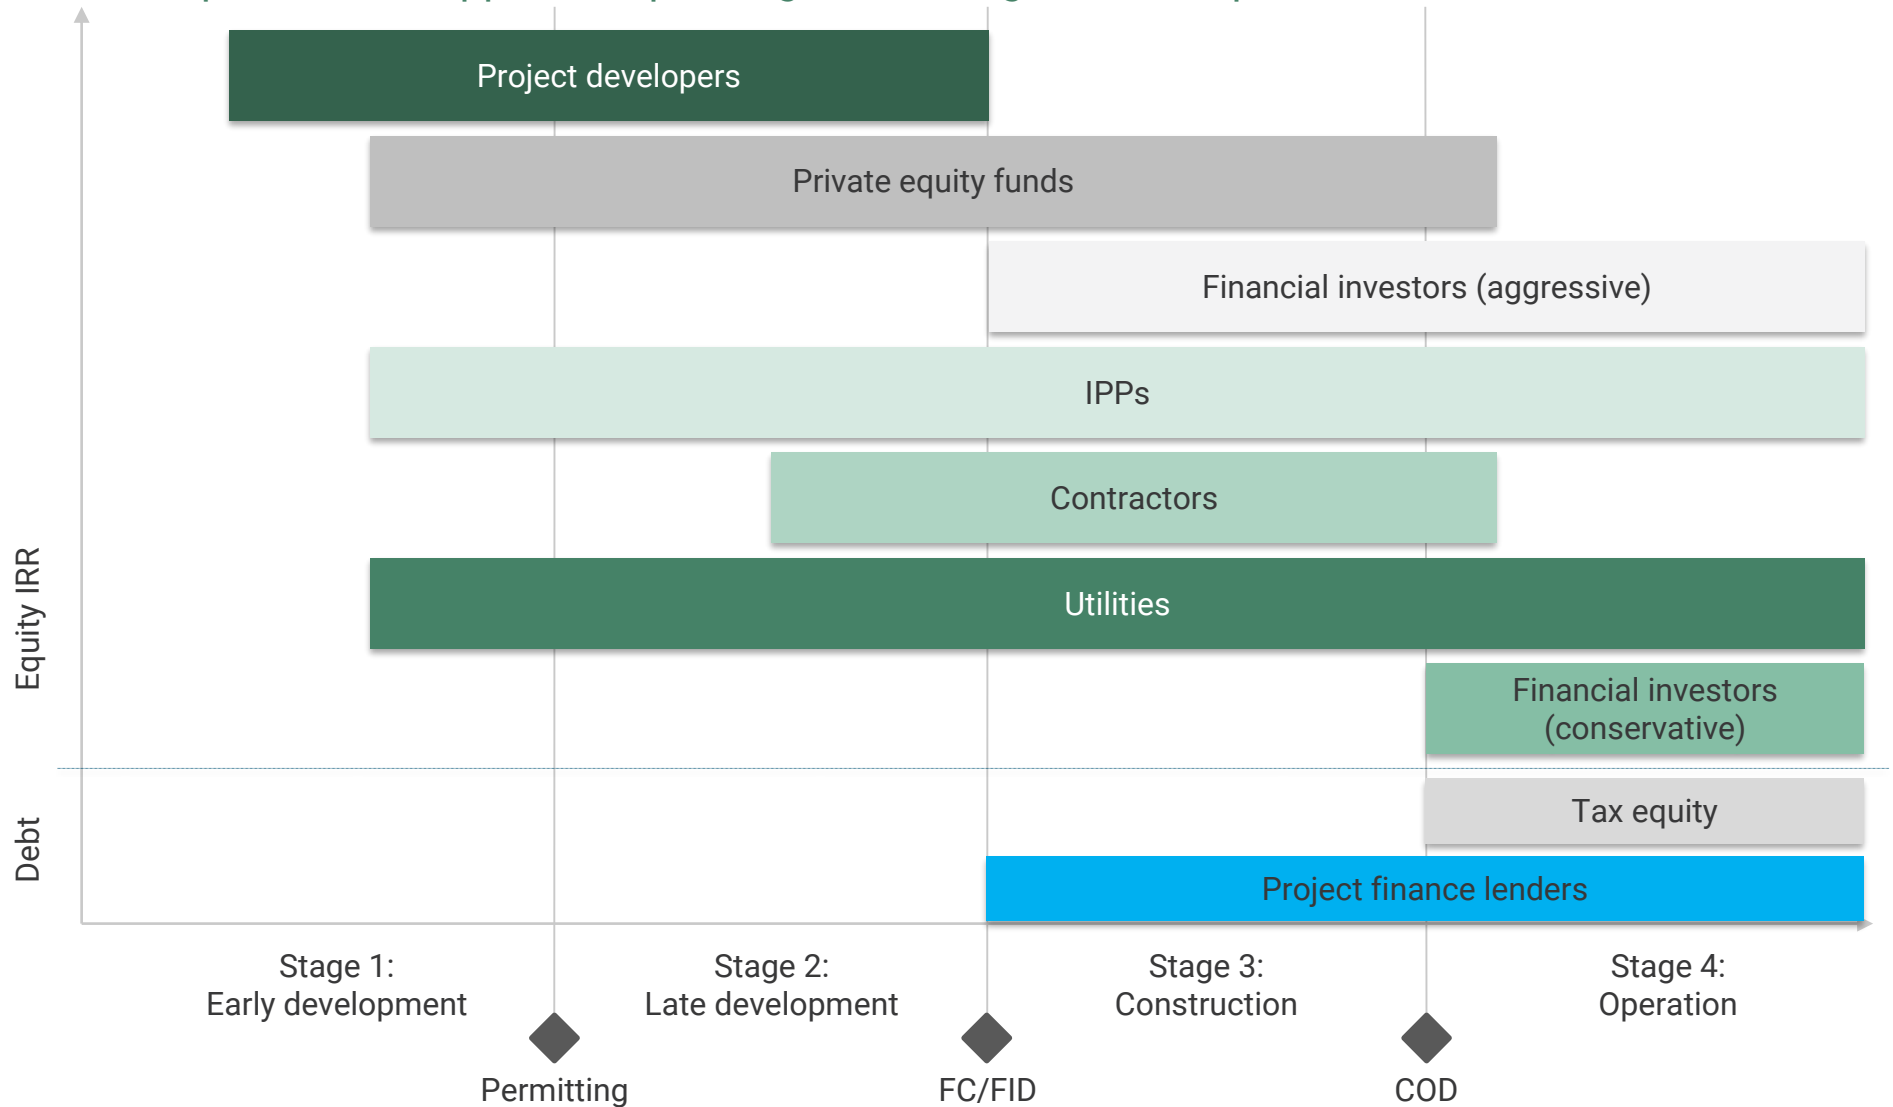 Project developers
Private equity funds
Financial investors (aggressive)
IPPs
Contractors
Utilities
Financial investors
(conservative)
Tax equity
Project finance lenders
Equity IRR
Debt
Stage 1:
Early development
Stage 2:
Late development
Stage 3:
Construction
Stage 4:
Operation
Permitting
FC/FID
COD